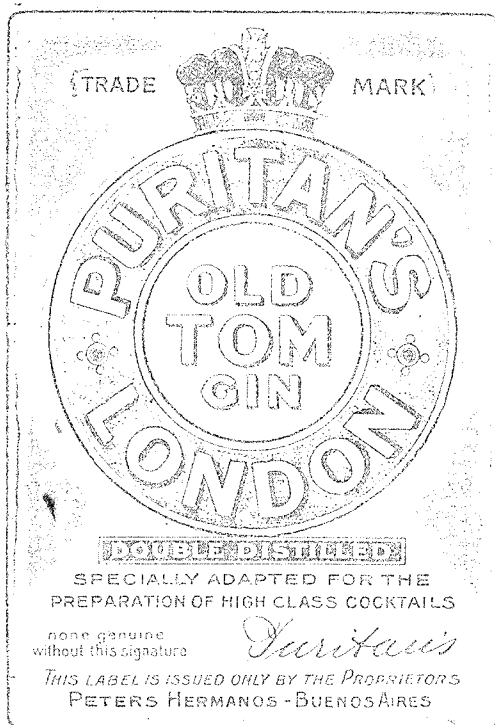 TRADE MARK
PURITAN'S
OLD
TOM
GIN
LONDON
DOUBLE DISTILLED
SPECIALLY ADAPTED FOR THE
PREPARATION OF HIGH CLASS COCKTAILS
none genuine
without this signature
Puritan's
THIS LABEL IS ISSUED ONLY BY THE PROPRIETORS
PETERS HERMANOS - BUENOS AIRES